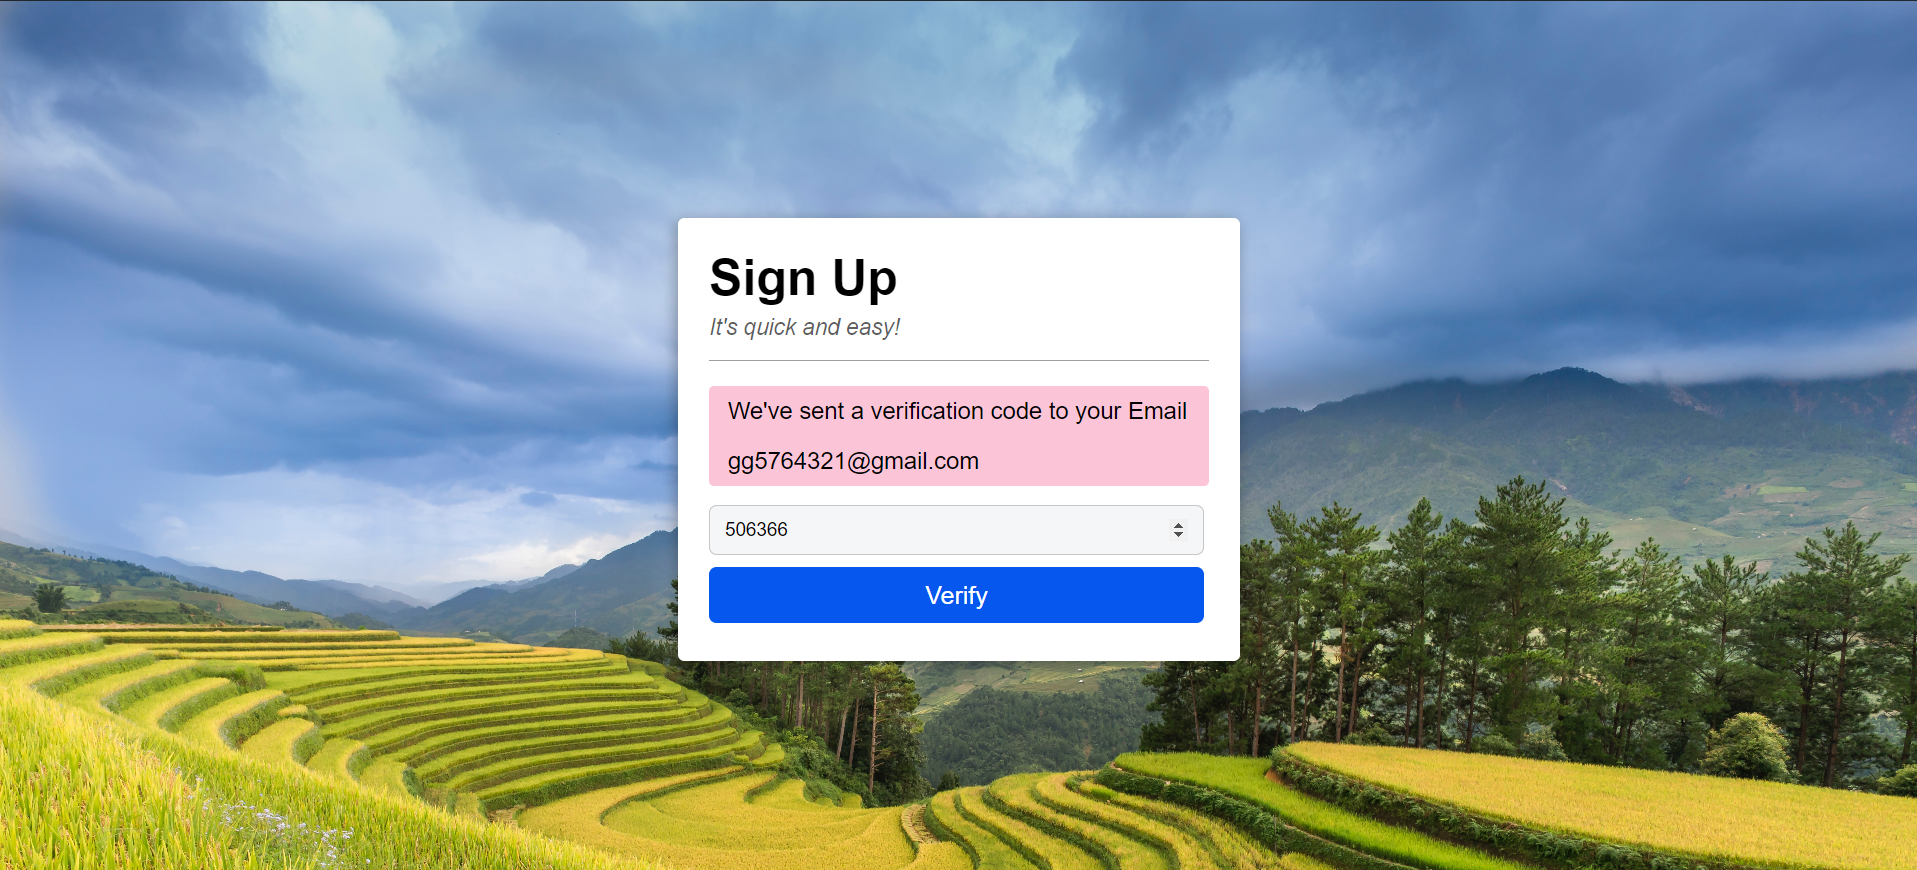 Sign Up
It's quick and easy!
We've sent a verification code to your Email
gg5764321@gmail.com
506366
Verify